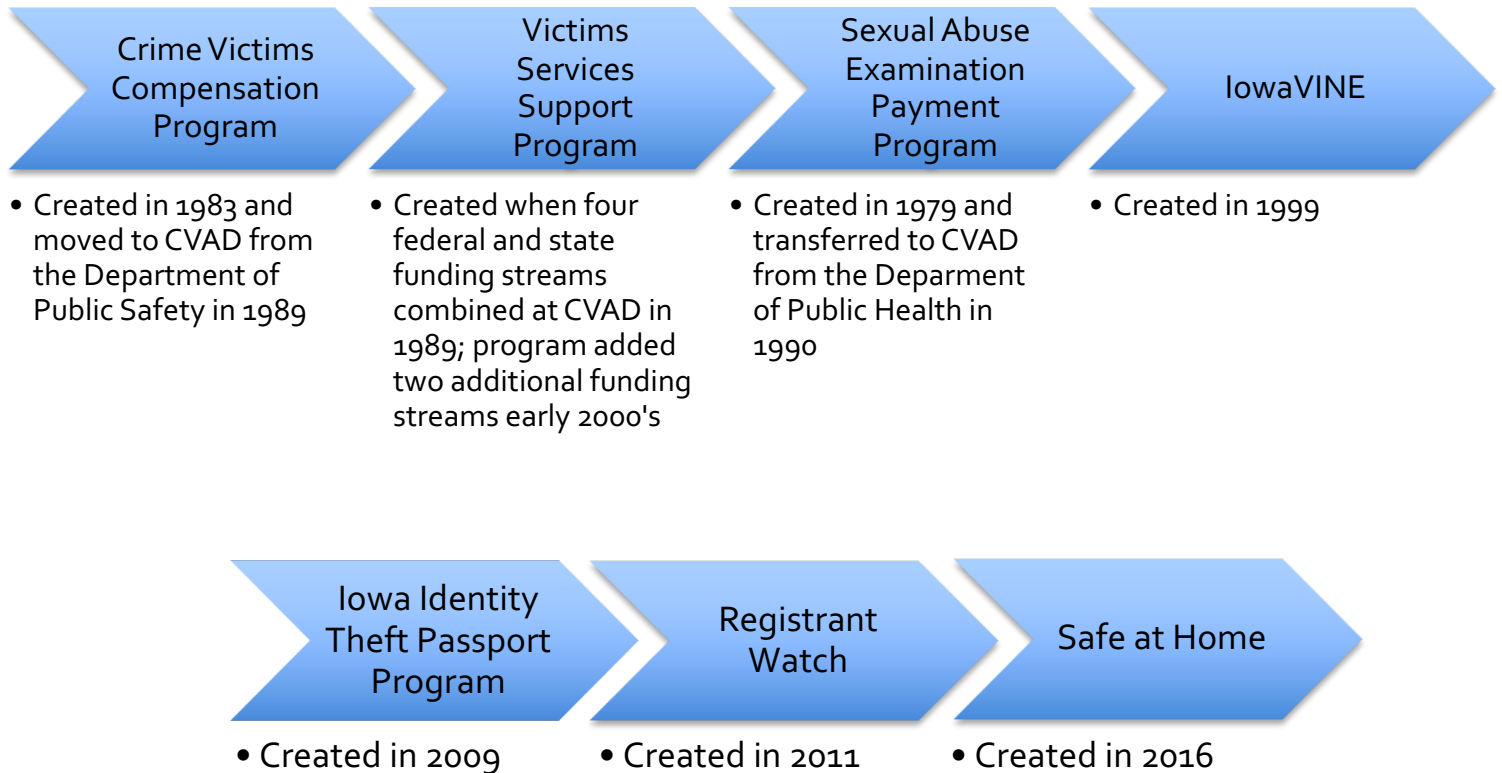 Crime Victims
Compensation
Program
• Created in 1983 and
moved to CVAD from
the Department of
Public Safety in 1989
Victims
Services
Support
Program
• Created when four
federal and state
funding streams
combined at CVAD in
1989; program added
two additional funding
streams early 2000's
Sexual Abuse
Examination
Payment
Program
• Created in 1979 and
transferred to CVAD
from the Deparment
of Public Health in
1990
IowaVINE
• Created in 1999
Iowa Identity
Theft Passport
Program
• Created in 2009
Registrant
Watch
• Created in 2011
Safe at Home
• Created in 2016